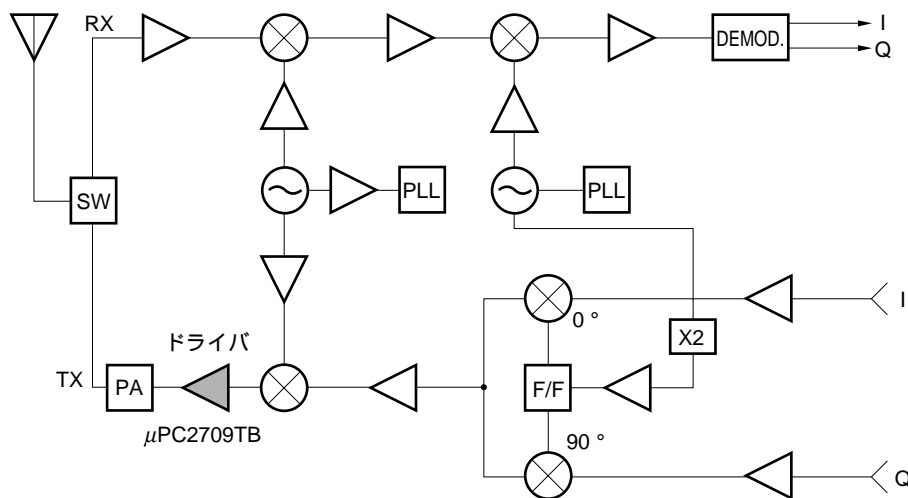 RX
DEMOD.
I
Q
SW
PLL
PLL
0 °
I
X2
ドライバ
TX
PA
F/F
μPC2709TB
90 °
Q